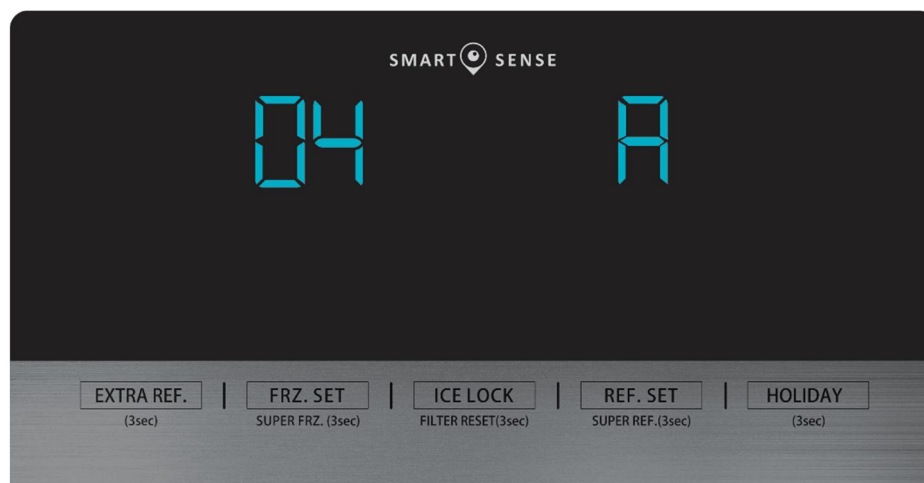 SMART SENSE
04 A
EXTRA REF. | FRZ. SET | ICE LOCK | REF. SET | HOLIDAY
(3sec) SUPER FRZ. (3sec) FILTER RESET(3sec) SUPER REF.(3sec) (3sec)